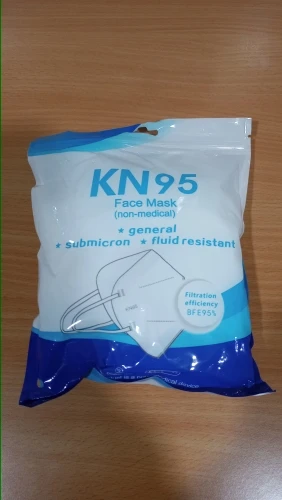 KN95
Face Mask
(non-medical)
★ general
★ submicron ★ fluid resistant
Filtration
efficiency
BFE95%